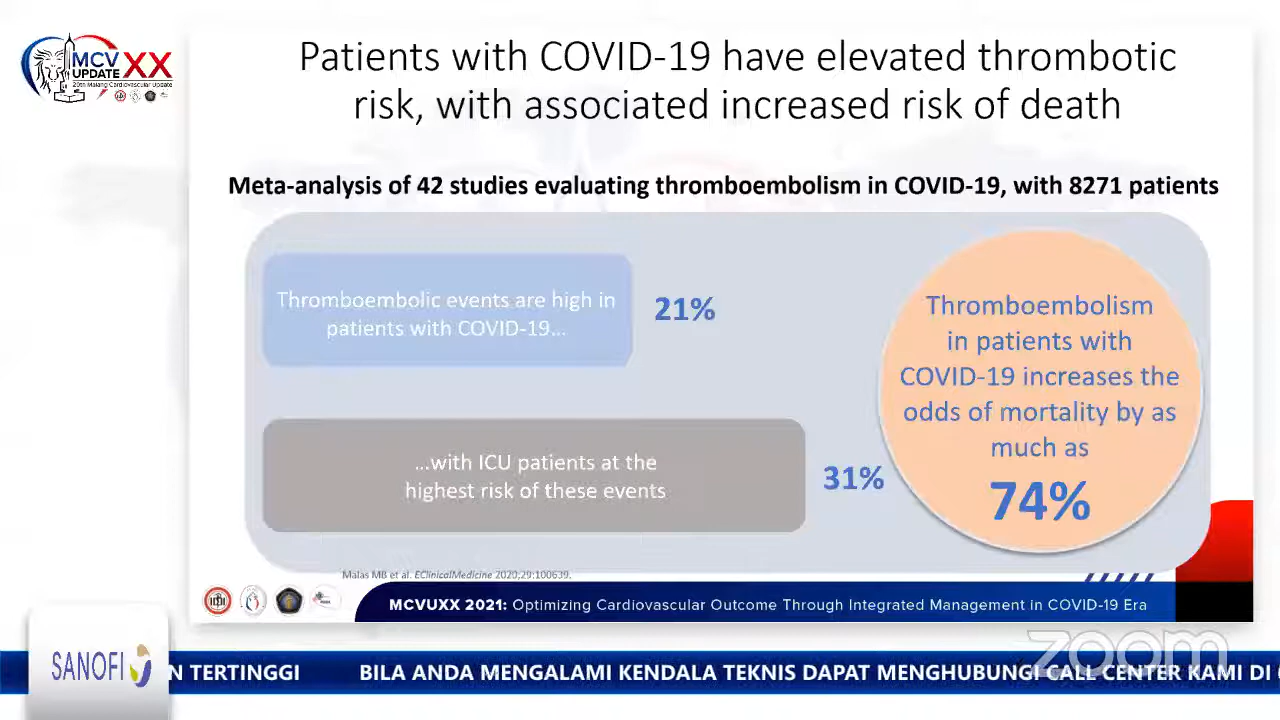 MCV
UPDATE
XX
20th Malang Cardiovascular Update
Patients with COVID-19 have elevated thrombotic
risk, with associated increased risk of death
Meta-analysis of 42 studies evaluating thromboembolism in COVID-19, with 8271 patients
Thromboembolic events are high in
patients with COVID-19...
21%
...with ICU patients at the
highest risk of these events
31%
Thromboembolism
in patients with
COVID-19 increases the
odds of mortality by as
much as
74%
Malas MB et al. EClinicalMedicine 2020;29:100639.
MCVUXX 2021: Optimizing Cardiovascular Outcome Through Integrated Management in COVID-19 Era
zoom
SANOFI
N TERTINGGI BILA ANDA MENGALAMI KENDALA TEKNIS DAPAT MENGHUBUNGI CALL CENTER KAMI DI